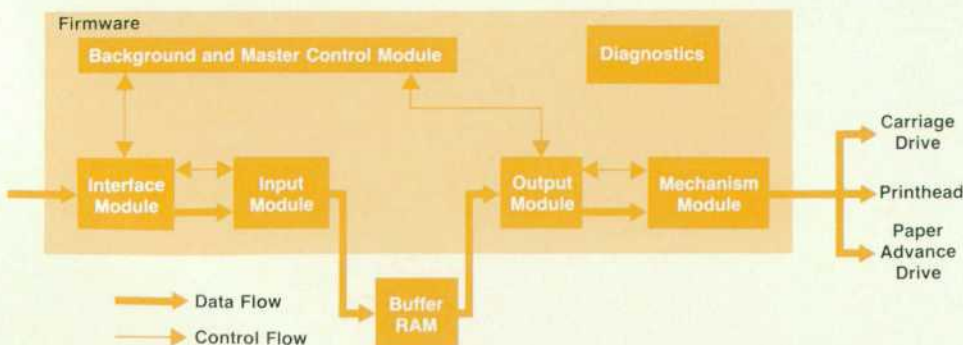 Firmware
Background and Master Control Module
Diagnostics
Interface
Module
Input
Module
Output
Module
Mechanism
Module
Carriage
Drive
Printhead
Paper
Advance
Drive
Buffer
RAM
Data Flow
Control Flow